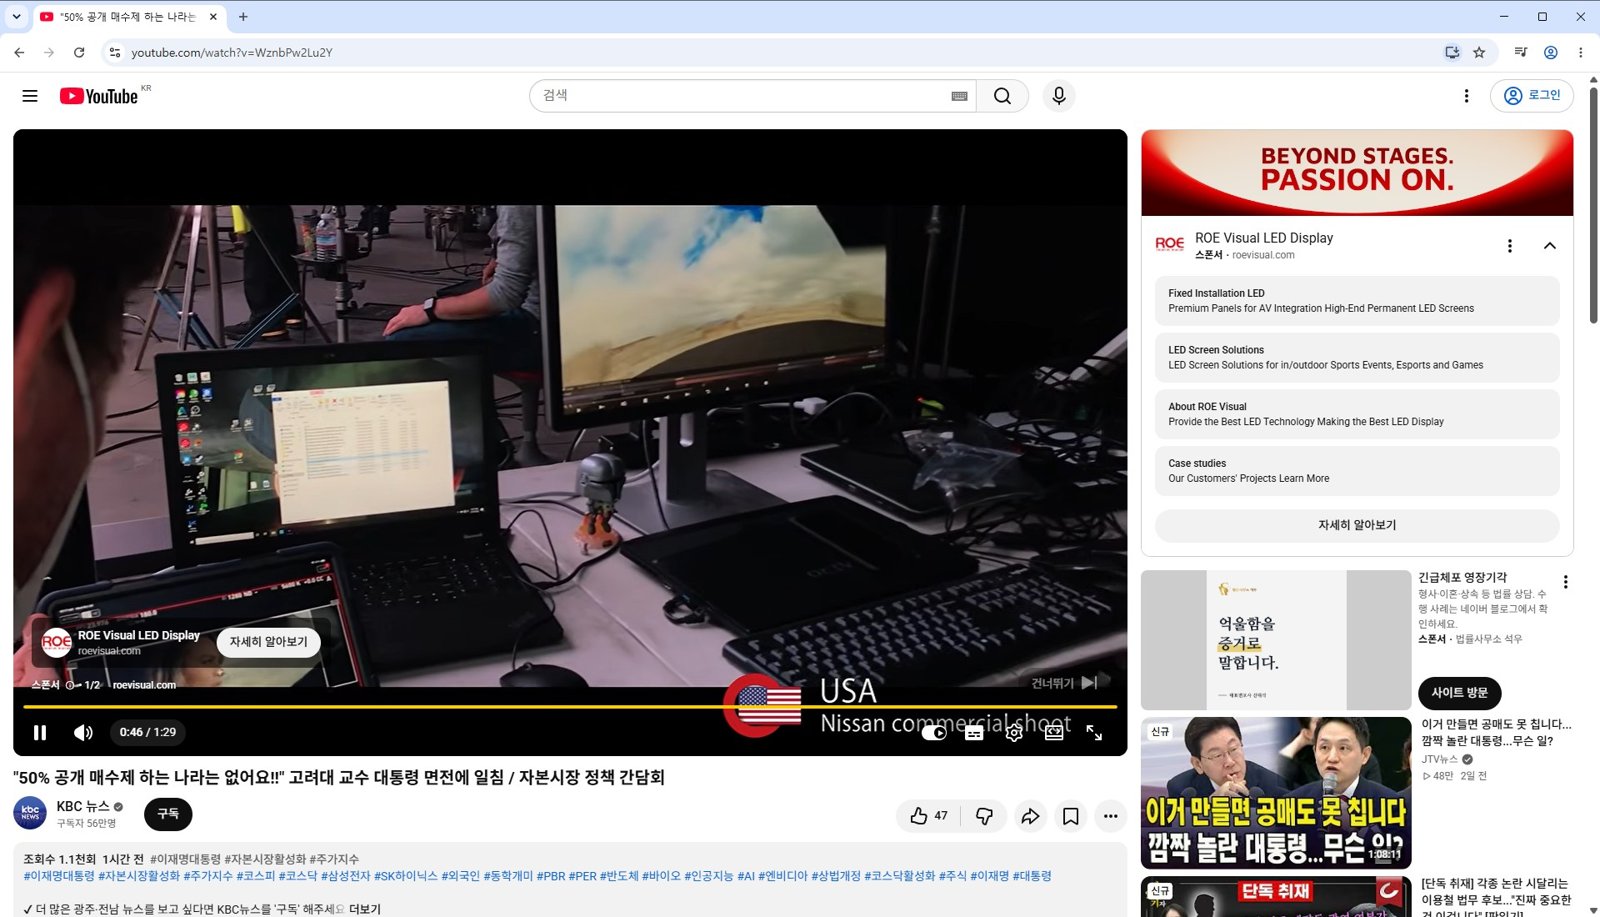 "50% 공개 매수제 하는 나라는
youtube.com/watch?v=WznbPw2Lu2Y
YouTube KR
검색
로그인
BEYOND STAGES.
PASSION ON.
ROE
ROE Visual LED Display
스폰서 · roevisual.com
Fixed Installation LED
Premium Panels for AV Integration High-End Permanent LED Screens
LED Screen Solutions
LED Screen Solutions for in/outdoor Sports Events, Esports and Games
About ROE Visual
Provide the Best LED Technology Making the Best LED Display
Case studies
Our Customers' Projects Learn More
자세히 알아보기
ROE
ROE Visual LED Display
roevisual.com
자세히 알아보기
스폰서 1/2 roevisual.com
건너뛰기
USA
Nissan commercial shoot
0:46 / 1:29
"50% 공개 매수제 하는 나라는 없어요!!" 고려대 교수 대통령 면전에 일침 / 자본시장 정책 간담회
kbc
NEWS
KBC 뉴스
구독자 56만명
구독
47
조회수 1.1천회 1시간 전 #이재명대통령 #자본시장활성화 #주가지수
#이재명대통령 #자본시장활성화 #주가지수 #코스피 #코스닥 #삼성전자 #SK하이닉스 #외국인 #동학개미 #PBR #PER #반도체 #바이오 #인공지능 #AI #엔비디아 #상법개정 #코스닥활성화 #주식 #이재명 #대통령
✓ 더 많은 광주·전남 뉴스를 보고 싶다면 KBC뉴스를 '구독' 해주세요 더보기
억울함을
증거로
말합니다.
긴급체포 영장기각
형사·이혼·상속 등 법률 상담. 수
행 사례는 네이버 블로그에서 확
인하세요.
스폰서 · 법률사무소 석우
사이트 방문
신규
이거 만들면 공매도 못 칩니다
깜짝 놀란 대통령...무슨 일?
1:08:11
이거 만들면 공매도 못 칩니다...
깜짝 놀란 대통령...무슨 일?
JTV뉴스
48만 2일 전
신규
단독 취재
[단독 취재] 각종 논란 시달리는
이용철 법무 후보..."진짜 중요한